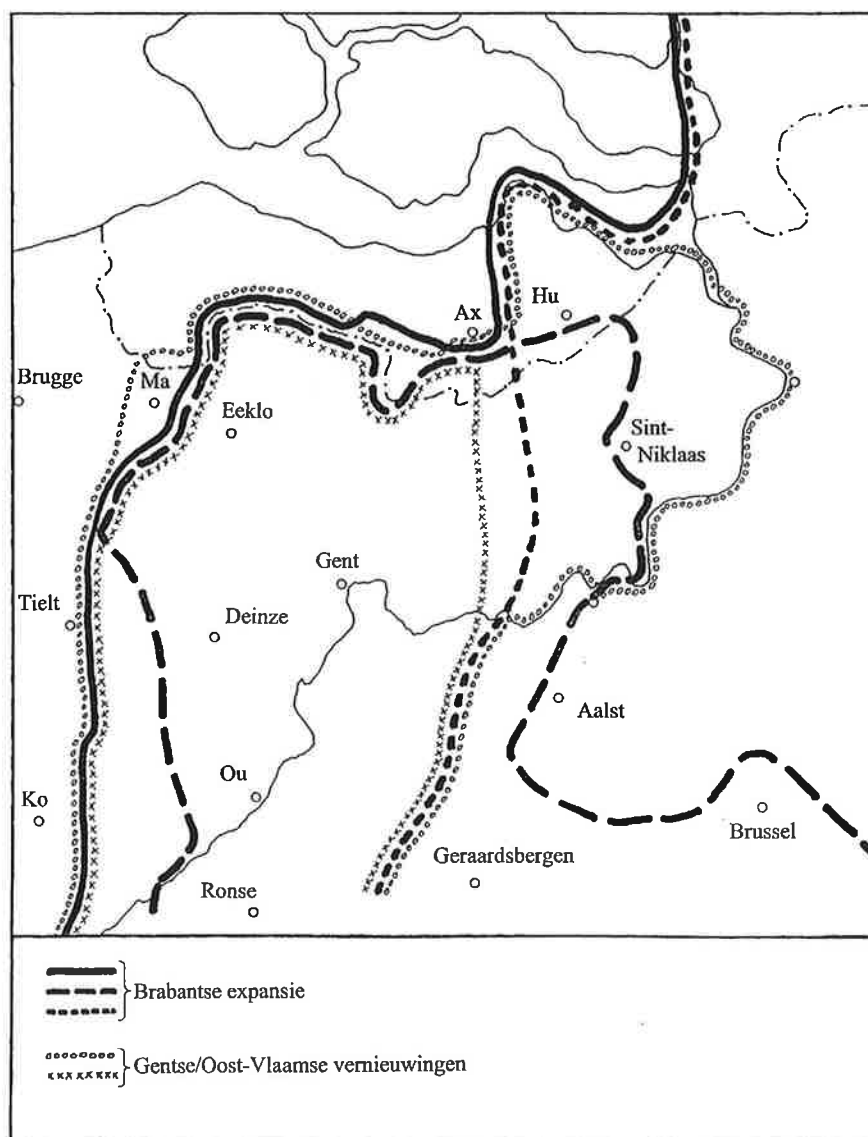 Ax
Hu
Brugge
Ma
Eeklo
Sint-
Niklaas
Gent
Tielt
Deinze
Aalst
Ou
Ko
Brussel
Geraardsbergen
Ronse
Brabantse expansie
Gentse/Oost-Vlaamse vernieuwingen